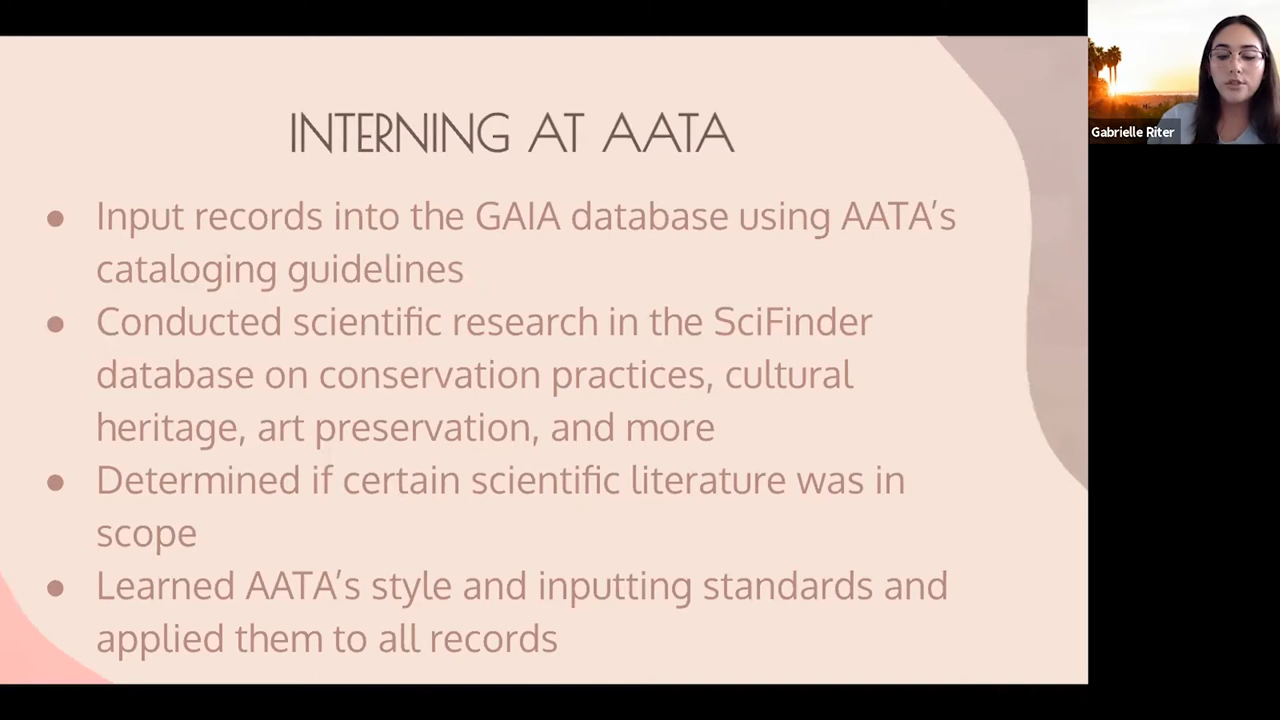 INTERNING AT AATA
● Input records into the GAIA database using AATA’s
cataloging guidelines
● Conducted scientific research in the SciFinder
database on conservation practices, cultural
heritage, art preservation, and more
● Determined if certain scientific literature was in
scope
● Learned AATA’s style and inputting standards and
applied them to all records
Gabrielle Riter